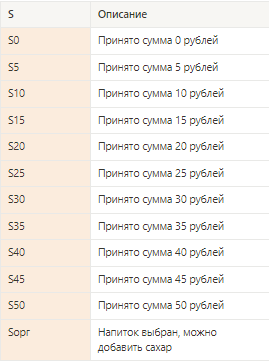 S Описание
S0 Принято сумма 0 рублей
S5 Принято сумма 5 рублей
S10 Принято сумма 10 рублей
S15 Принято сумма 15 рублей
S20 Принято сумма 20 рублей
S25 Принято сумма 25 рублей
S30 Принято сумма 30 рублей
S35 Принято сумма 35 рублей
S40 Принято сумма 40 рублей
S45 Принято сумма 45 рублей
S50 Принято сумма 50 рублей
Sорг Напиток выбран, можно
добавить сахар